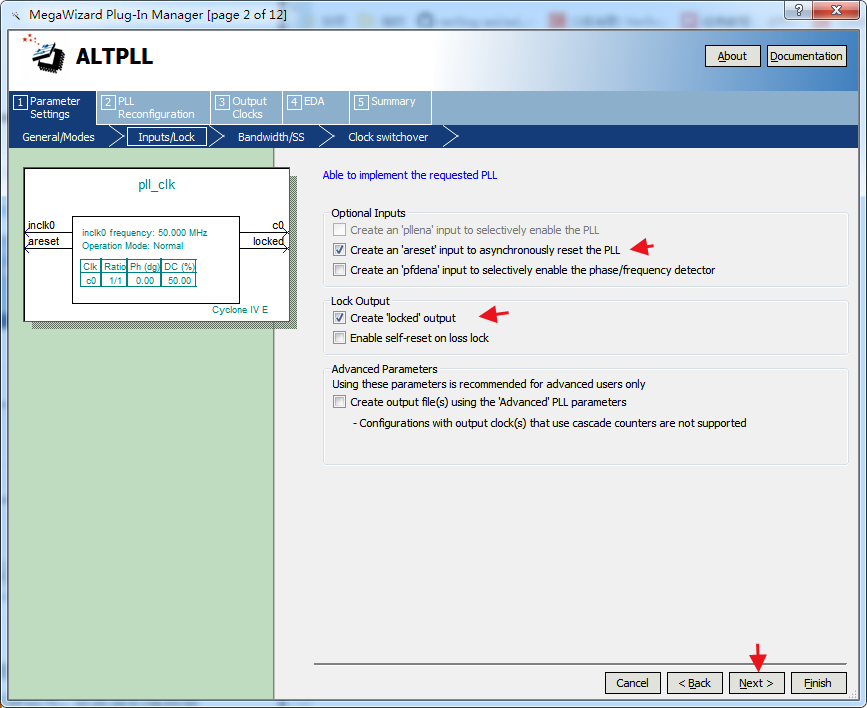 MegaWizard Plug-In Manager [page 2 of 12]
ALTPLL
About
Documentation
1 Parameter Settings
2 PLL Reconfiguration
3 Output Clocks
4 EDA
5 Summary
General/Modes
Inputs/Lock
Bandwidth/SS
Clock switchover
pll_clk
inclk0
areset
c0
locked
inclk0 frequency: 50.000 MHz
Operation Mode: Normal
Clk Ratio Ph (dg) DC (%)
c0 1/1 0.00 50.00
Cyclone IV E
Able to implement the requested PLL
Optional Inputs
Create an 'pllena' input to selectively enable the PLL
Create an 'areset' input to asynchronously reset the PLL
Create an 'pfdena' input to selectively enable the phase/frequency detector
Lock Output
Create 'locked' output
Enable self-reset on loss lock
Advanced Parameters
Using these parameters is recommended for advanced users only
Create output file(s) using the 'Advanced' PLL parameters
- Configurations with output clock(s) that use cascade counters are not supported
Cancel
< Back
Next >
Finish